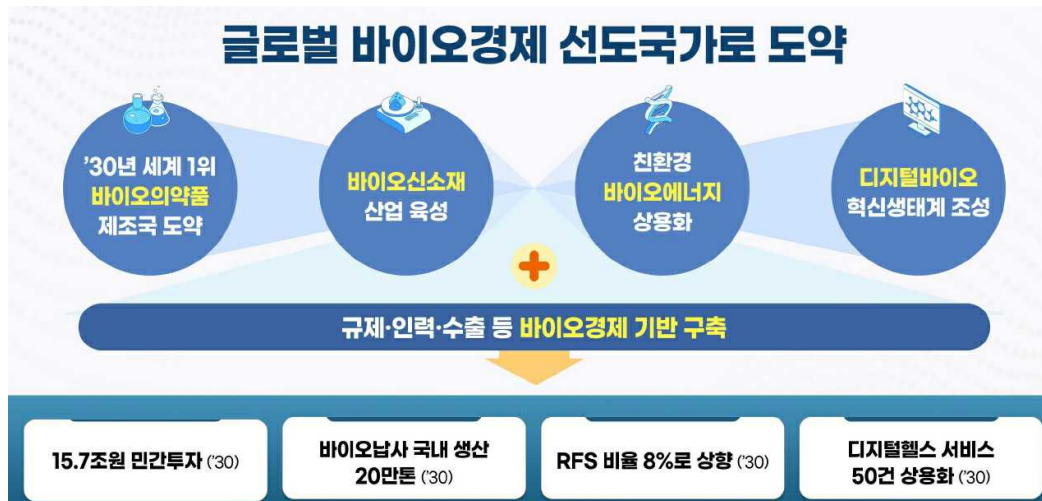 글로벌 바이오경제 선도국가로 도약
'30년 세계 1위
바이오의약품
제조국 도약
바이오신소재
산업 육성
친환경
바이오에너지
상용화
디지털바이오
혁신생태계 조성
+
규제·인력·수출 등 바이오경제 기반 구축
15.7조원 민간투자 ('30)
바이오납사 국내 생산
20만톤 ('30)
RFS 비율 8%로 상향 ('30)
디지털헬스 서비스
50건 상용화 ('30)